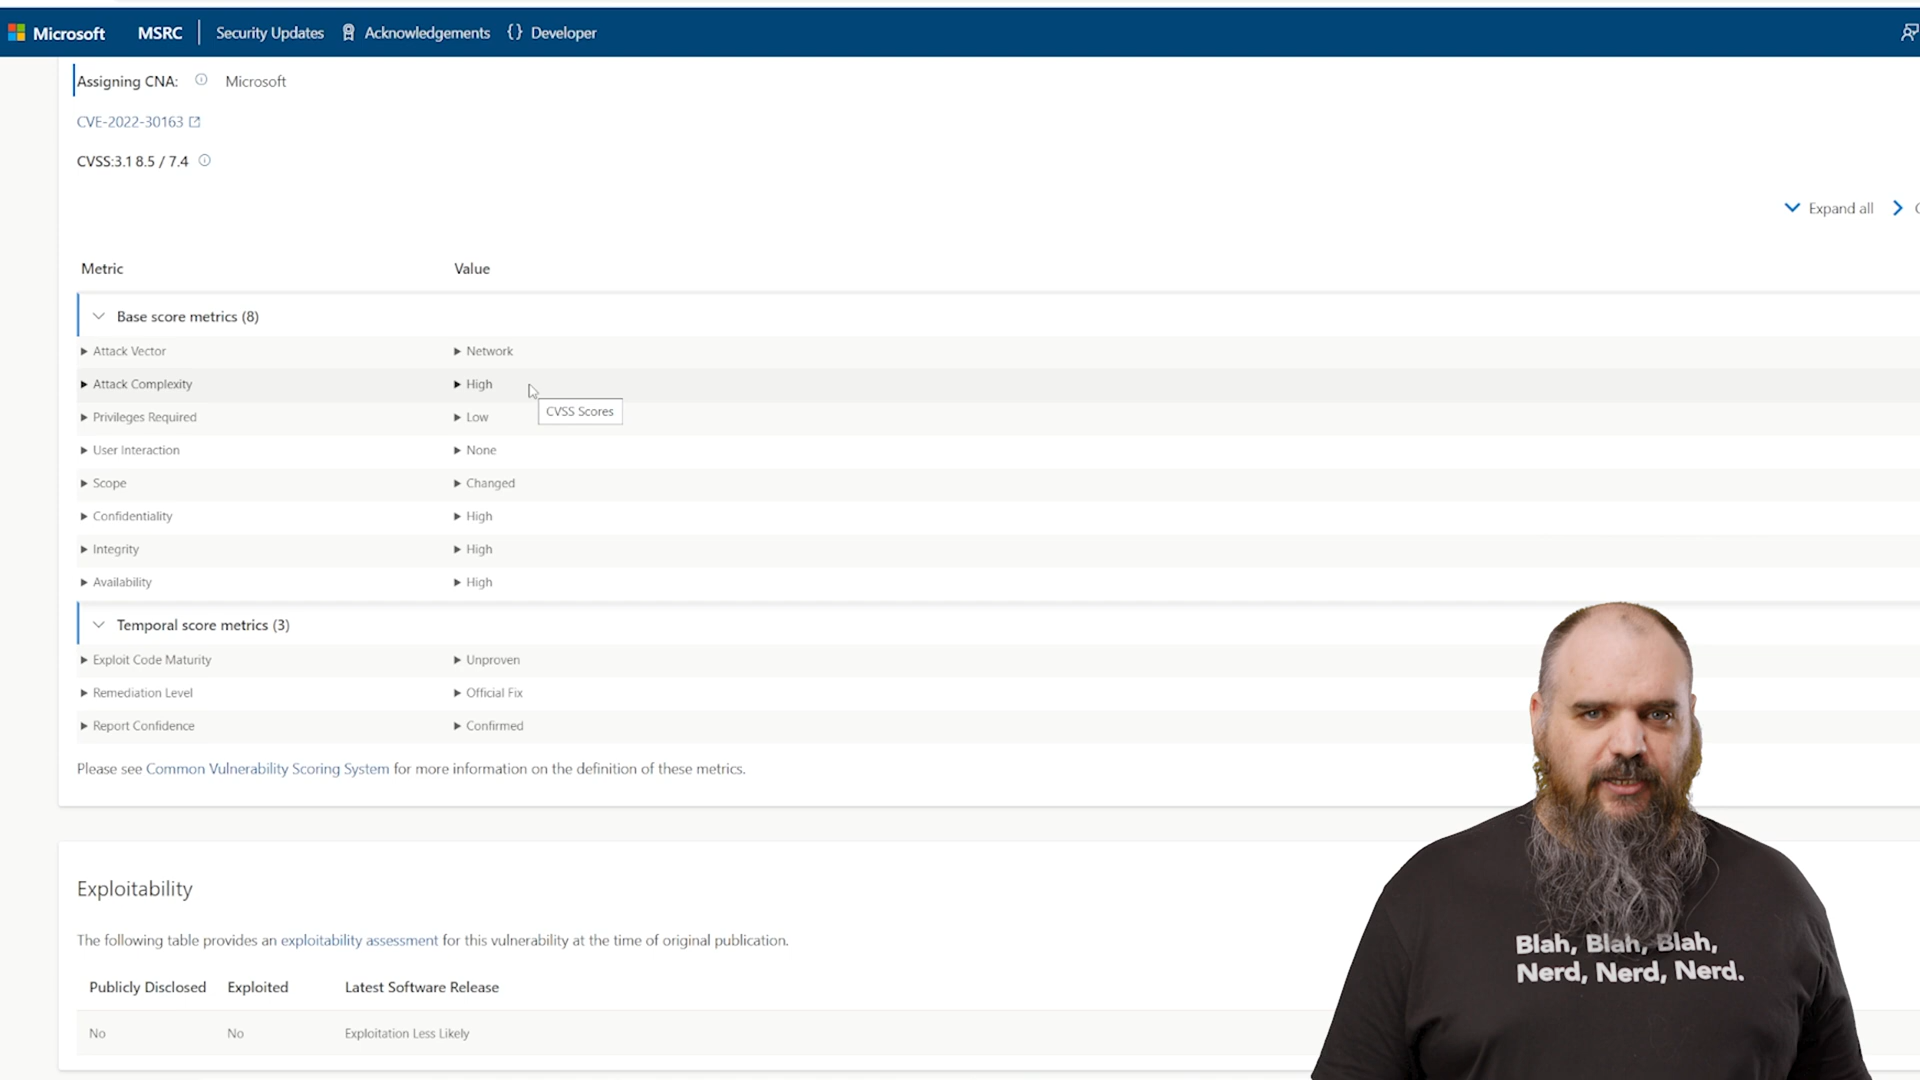 Microsoft MSRC Security Updates Acknowledgements {} Developer
Assigning CNA: Microsoft
CVE-2022-30163
CVSS:3.1 8.5 / 7.4
Expand all
Metric Value
Base score metrics (8)
Attack Vector Network
Attack Complexity High
CVSS Scores
Privileges Required Low
User Interaction None
Scope Changed
Confidentiality High
Integrity High
Availability High
Temporal score metrics (3)
Exploit Code Maturity Unproven
Remediation Level Official Fix
Report Confidence Confirmed
Please see Common Vulnerability Scoring System for more information on the definition of these metrics.
Exploitability
The following table provides an exploitability assessment for this vulnerability at the time of original publication.
Publicly Disclosed Exploited Latest Software Release
No No Exploitation Less Likely
Blah, Blah, Blah,
Nerd, Nerd, Nerd.